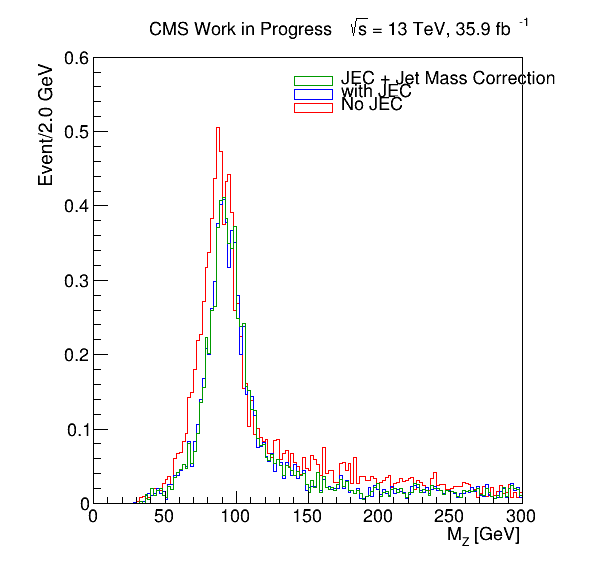 CMS Work in Progress √s = 13 TeV, 35.9 fb⁻¹
Event/2.0 GeV
JEC + Jet Mass Correction
with JEC
No JEC
0.6
0.5
0.4
0.3
0.2
0.1
0
0 50 100 150 200 250 300
M_Z [GeV]